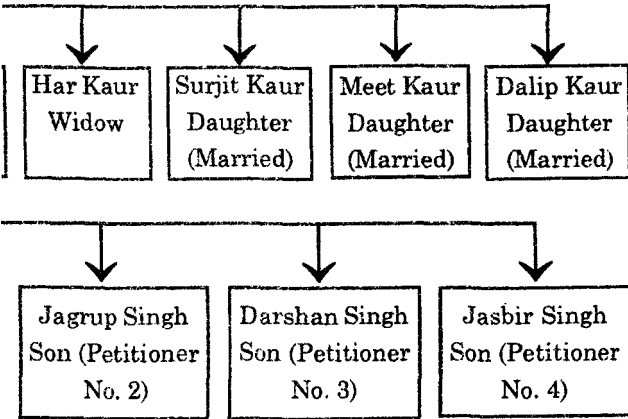 Har Kaur
Widow
Surjit Kaur
Daughter
(Married)
Meet Kaur
Daughter
(Married)
Dalip Kaur
Daughter
(Married)
Jagrup Singh
Son (Petitioner
No. 2)
Darshan Singh
Son (Petitioner
No. 3)
Jasbir Singh
Son (Petitioner
No. 4)